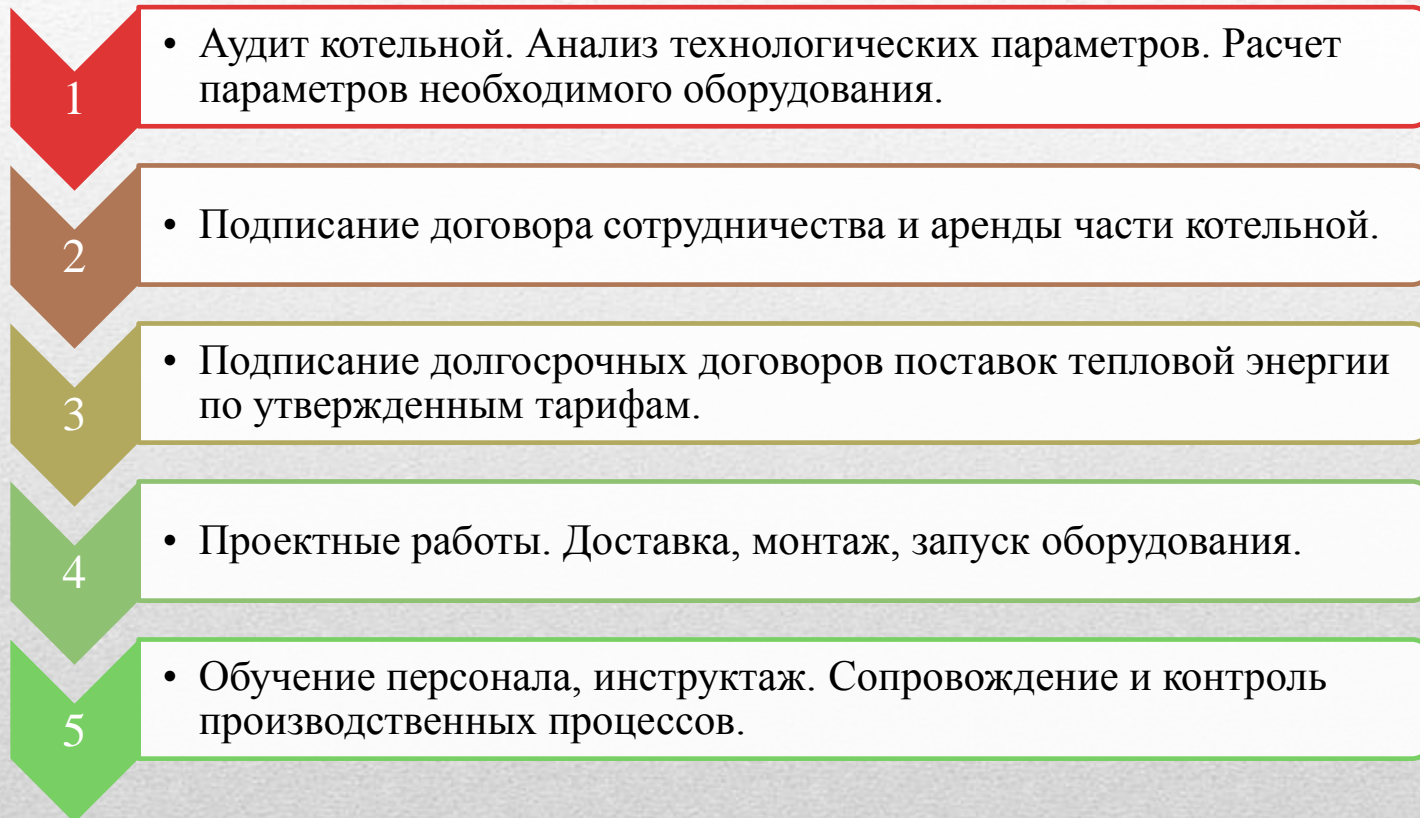 1
• Аудит котельной. Анализ технологических параметров. Расчет
параметров необходимого оборудования.
2
• Подписание договора сотрудничества и аренды части котельной.
3
• Подписание долгосрочных договоров поставок тепловой энергии
по утвержденным тарифам.
4
• Проектные работы. Доставка, монтаж, запуск оборудования.
5
• Обучение персонала, инструктаж. Сопровождение и контроль
производственных процессов.